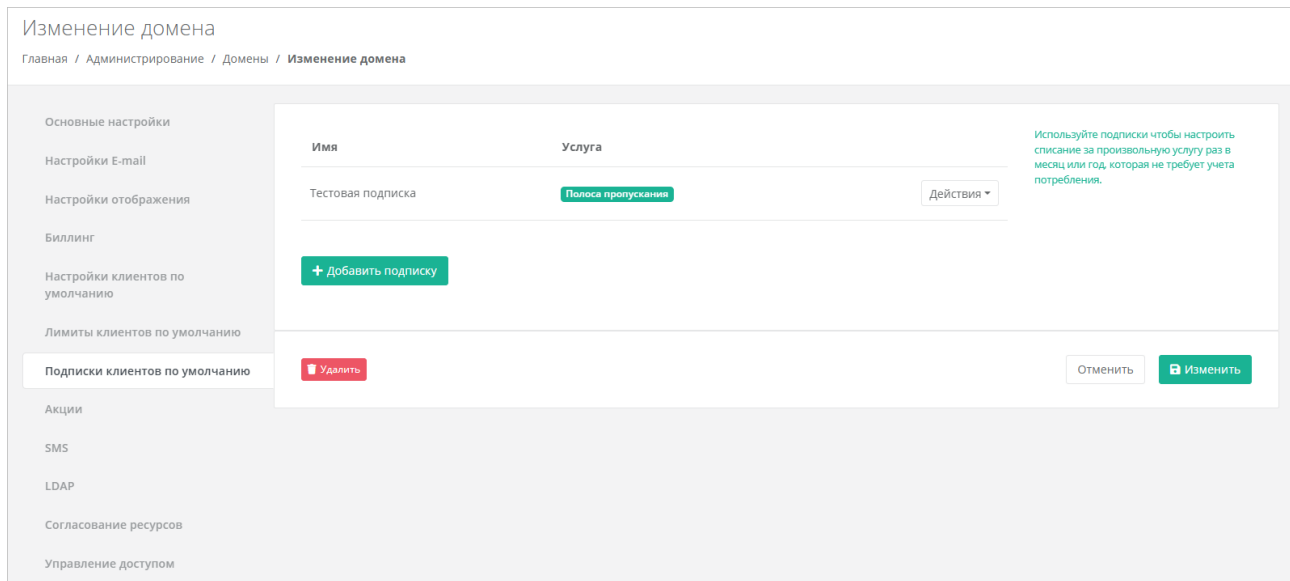 Изменение домена
Главная / Администрирование / Домены / Изменение домена
Основные настройки
Настройки E-mail
Настройки отображения
Биллинг
Настройки клиентов по
умолчанию
Лимиты клиентов по умолчанию
Подписки клиентов по умолчанию
Акции
SMS
LDAP
Согласование ресурсов
Управление доступом
Имя Услуга
Тестовая подписка Полоса пропускания Действия
Добавить подписку
Используйте подписки чтобы настроить
списание за произвольную услугу раз в
месяц или год, которая не требует учета
потребления.
Удалить Отменить Изменить